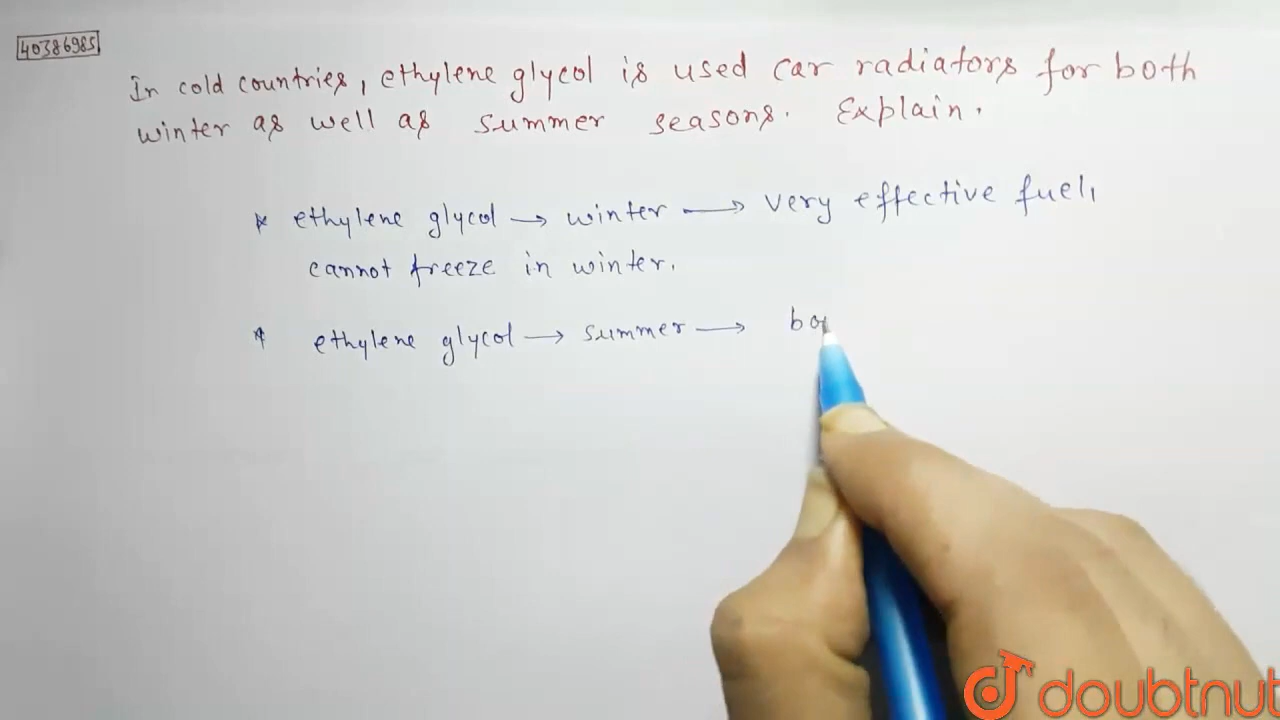 40386985
In cold countries, ethylene glycol is used car radiators for both
winter as well as summer seasons. Explain.
* ethylene glycol → winter → very effective fuel,
cannot freeze in winter.
* ethylene glycol → summer → bo
doubtnut